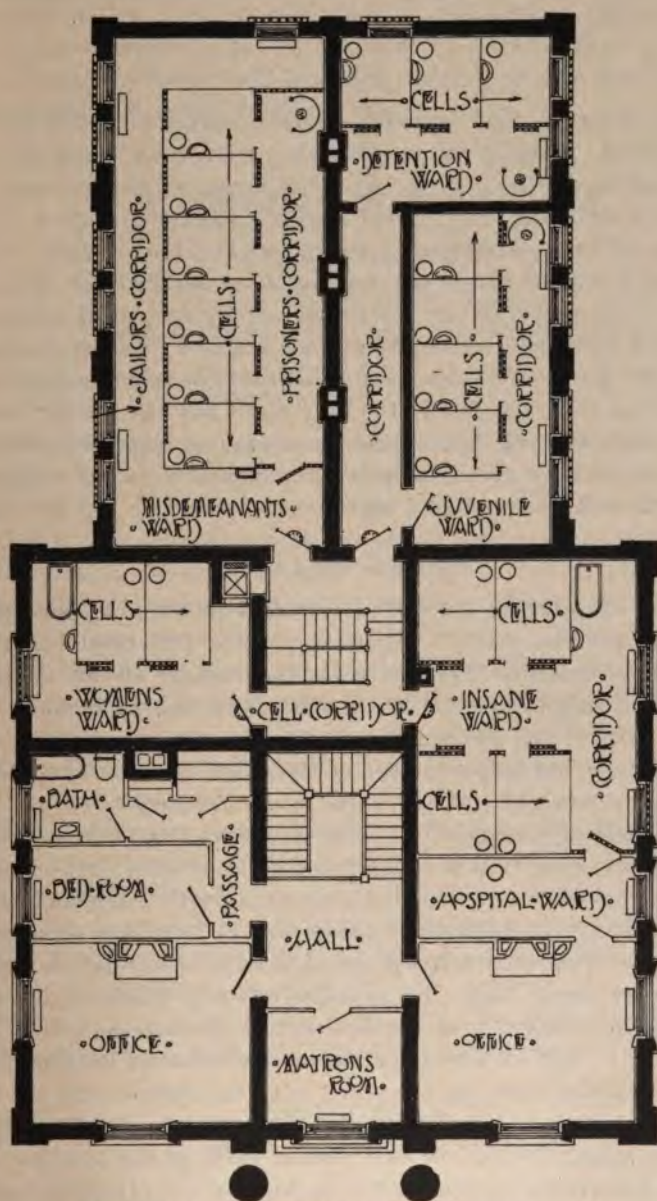 CELLS
DETENTION
WARD
JAILORS·CORRIDOR
CELLS
PRISONERS·CORRIDOR
CORRIDOR
CELLS
CORRIDOR
MISDEMEANANTS
WARD
JUVENILE
WARD
CELLS
CELLS
WOMENS
WARD
CELL·CORRIDOR
INSANE
WARD
CORRIDOR
BATH
CELLS
PASSAGE
BED·ROOM
HOSPITAL·WARD
HALL
OFFICE
OFFICE
MATRONS
ROOM